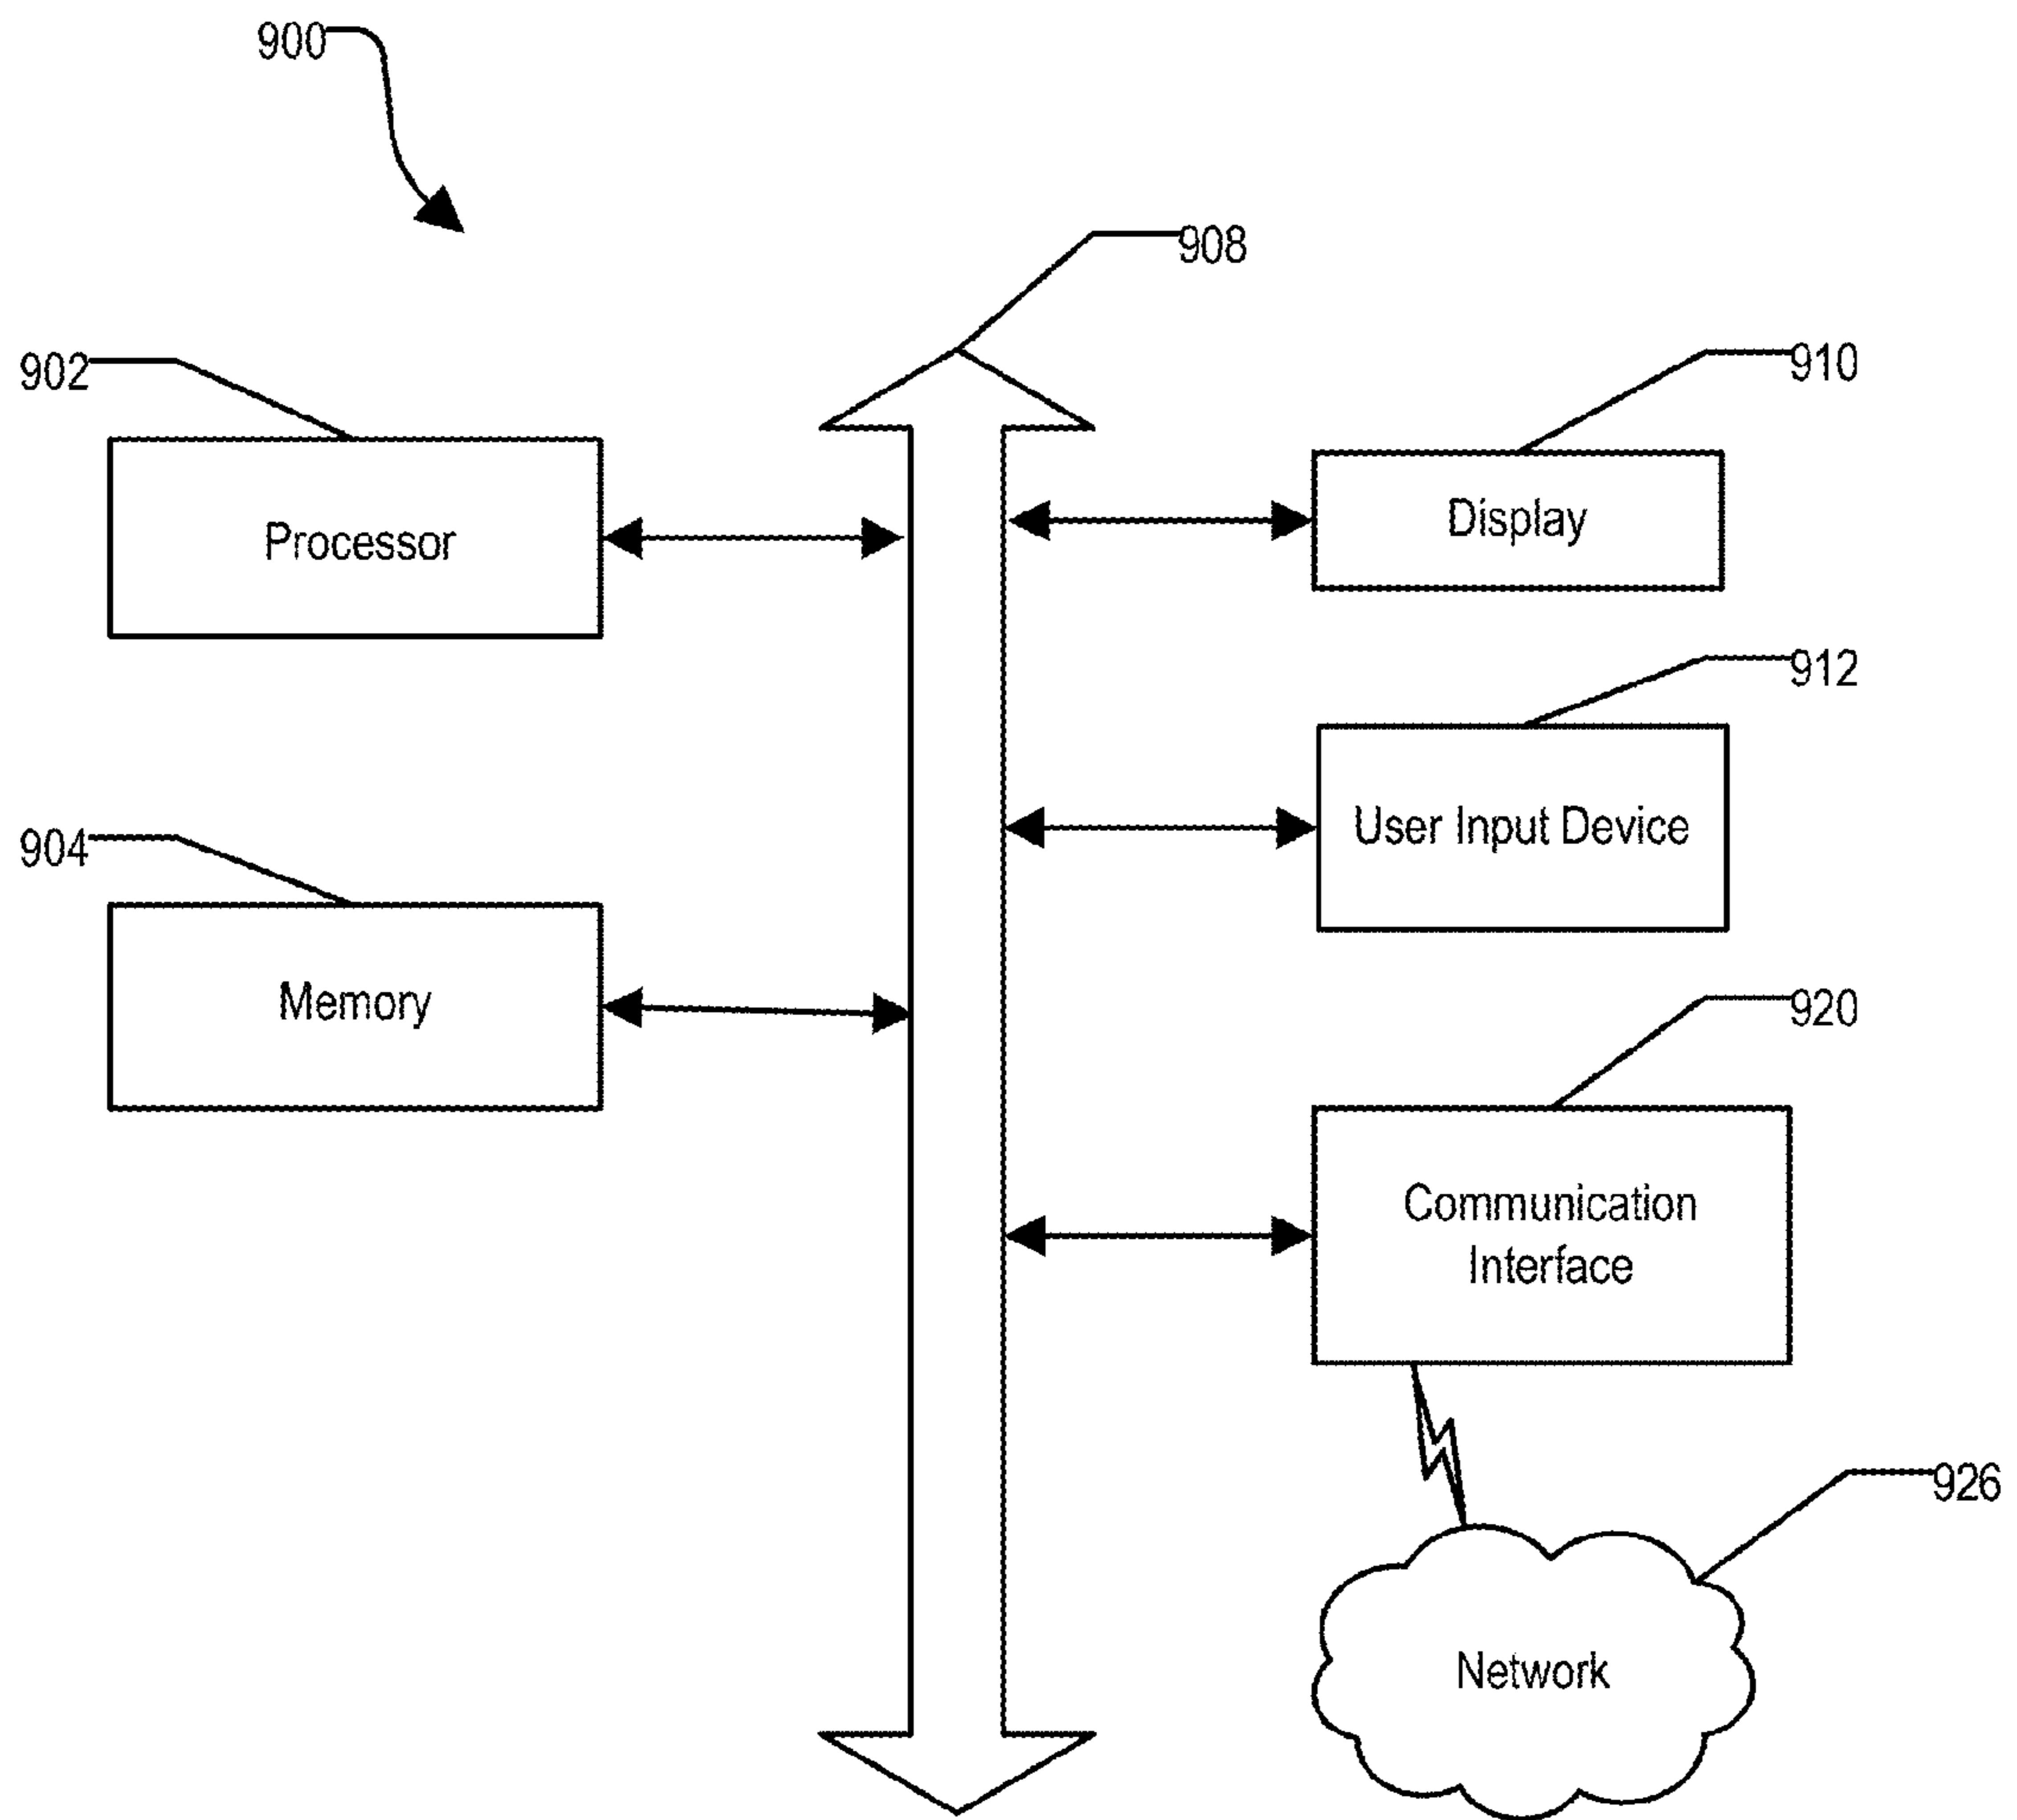 900
908
902
910
Processor
Display
912
904
User Input Device
Memory
920
Communication
Interface
926
Network